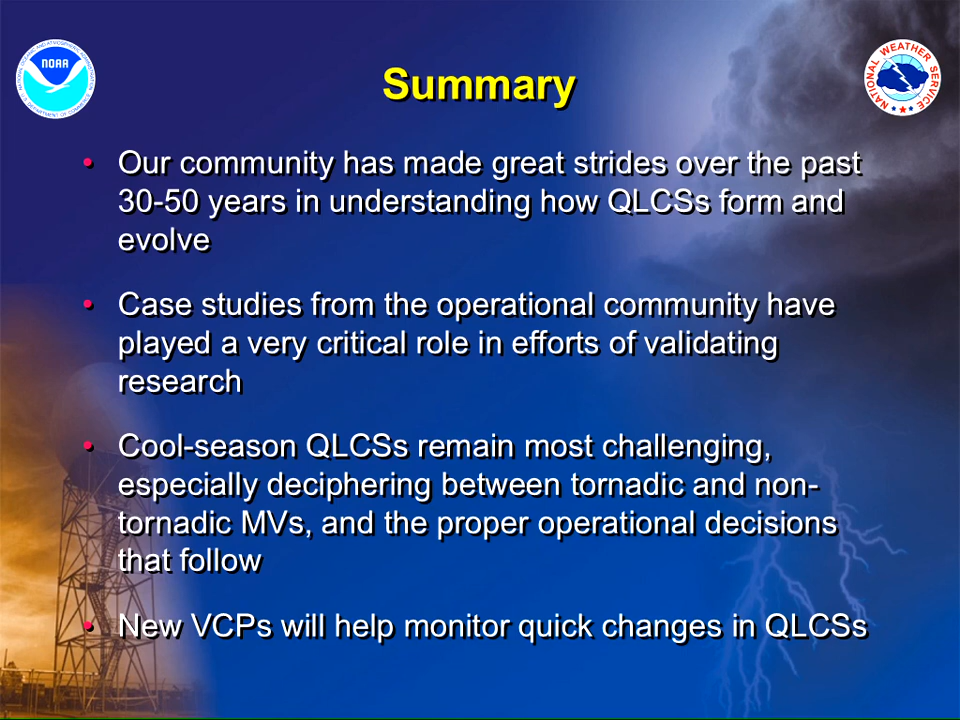 NOAA
NATIONAL WEATHER SERVICE
Summary
• Our community has made great strides over the past
30-50 years in understanding how QLCSs form and
evolve
• Case studies from the operational community have
played a very critical role in efforts of validating
research
• Cool-season QLCSs remain most challenging,
especially deciphering between tornadic and non-
tornadic MVs, and the proper operational decisions
that follow
• New VCPs will help monitor quick changes in QLCSs